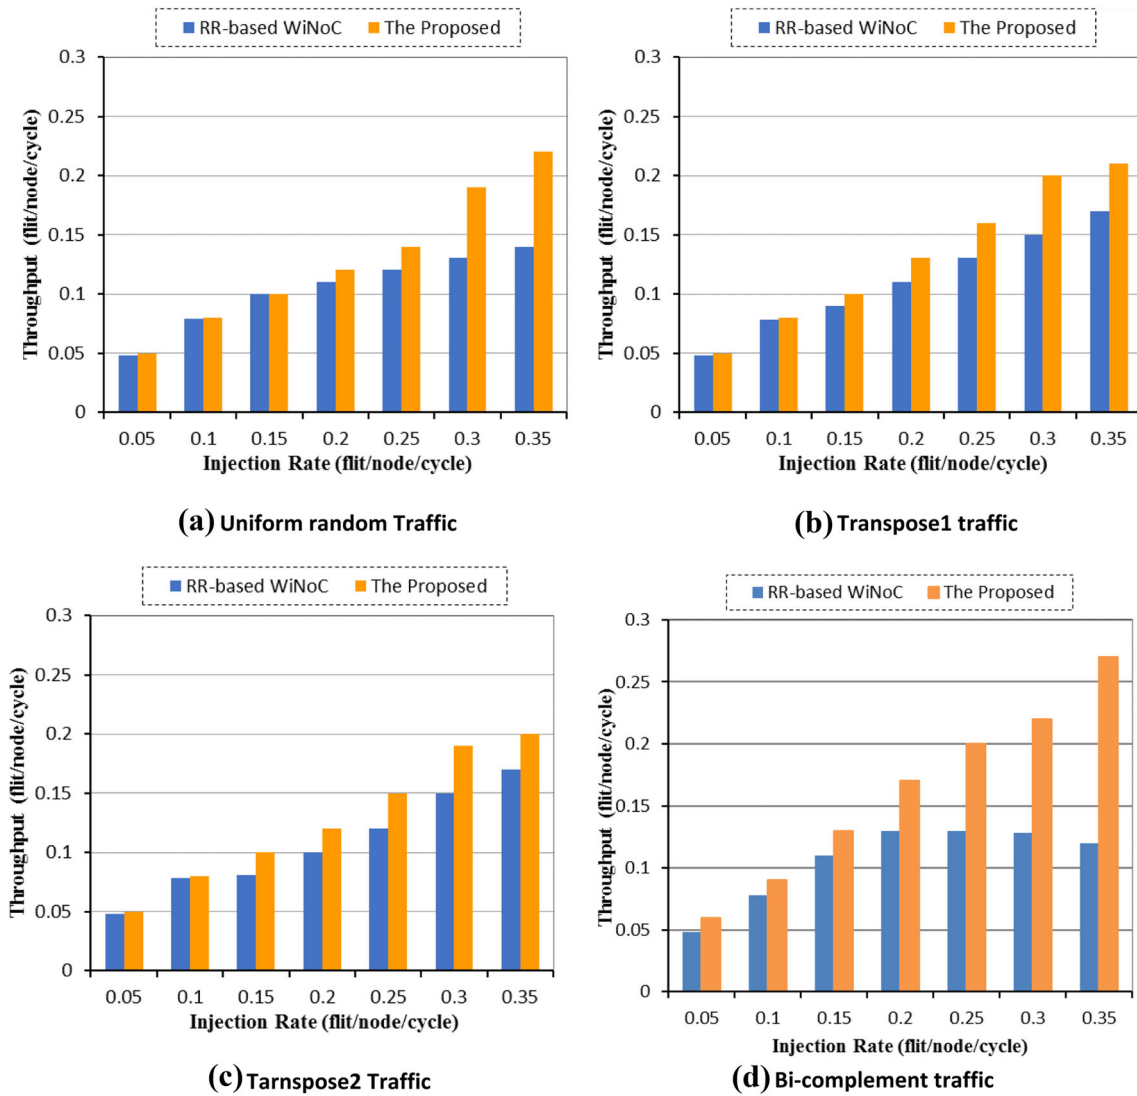 RR-based WiNoC The Proposed
0.3
0.25
0.2
0.15
0.1
0.05
0
Throughput (flit/node/cycle)
0.05 0.1 0.15 0.2 0.25 0.3 0.35
Injection Rate (flit/node/cycle)
(a) Uniform random Traffic
RR-based WiNoC The Proposed
0.3
0.25
0.2
0.15
0.1
0.05
0
Throughput (flit/node/cycle)
0.05 0.1 0.15 0.2 0.25 0.3 0.35
Injection Rate (flit/node/cycle)
(b) Transpose1 traffic
RR-based WiNoC The Proposed
0.3
0.25
0.2
0.15
0.1
0.05
0
Throughput (flit/node/cycle)
0.05 0.1 0.15 0.2 0.25 0.3 0.35
Injection Rate (flit/node/cycle)
(c) Tarnspose2 Traffic
RR-based WiNoC The Proposed
0.3
0.25
0.2
0.15
0.1
0.05
0
Throughput (flit/node/cycle)
0.05 0.1 0.15 0.2 0.25 0.3 0.35
Injection Rate (flit/node/cycle)
(d) Bi-complement traffic